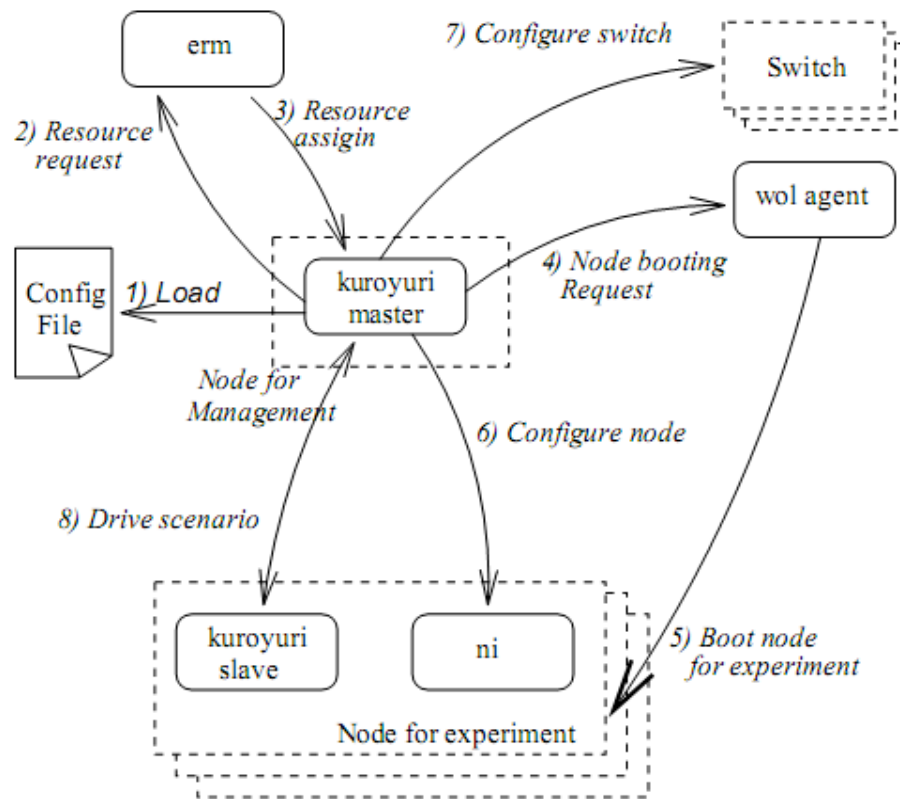 erm
7) Configure switch
Switch
2) Resource
request
3) Resource
assigin
wol agent
Config
File
1) Load
kuroyuri
master
4) Node booting
Request
Node for
Management
6) Configure node
8) Drive scenario
kuroyuri
slave
ni
5) Boot node
for experiment
Node for experiment